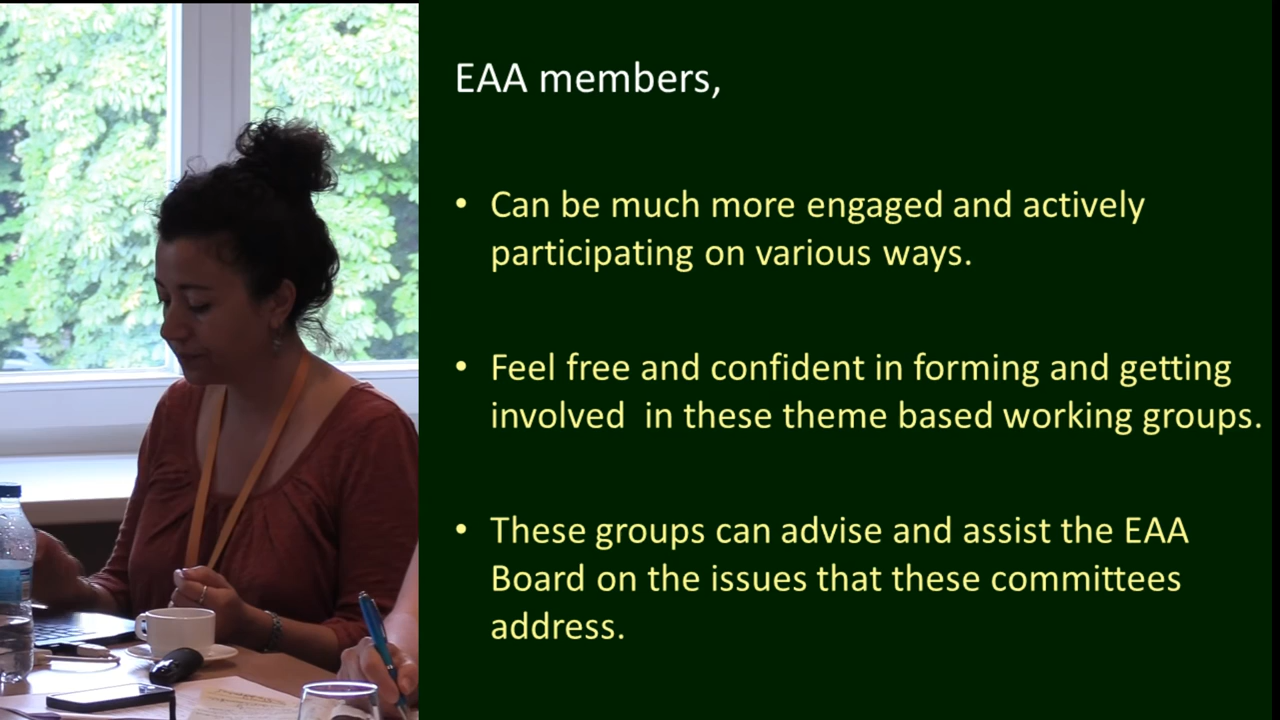 EAA members,
• Can be much more engaged and actively
participating on various ways.
• Feel free and confident in forming and getting
involved  in these theme based working groups.
• These groups can advise and assist the EAA
Board on the issues that these committees
address.